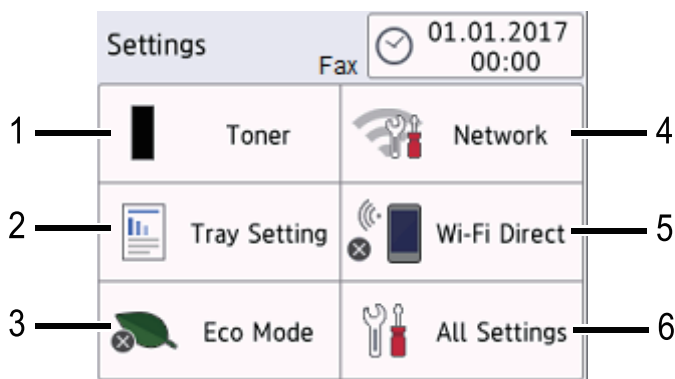 Settings
Fax
01.01.2017
00:00
1
Toner
Network
4
2
Tray Setting
Wi-Fi Direct
5
3
Eco Mode
All Settings
6